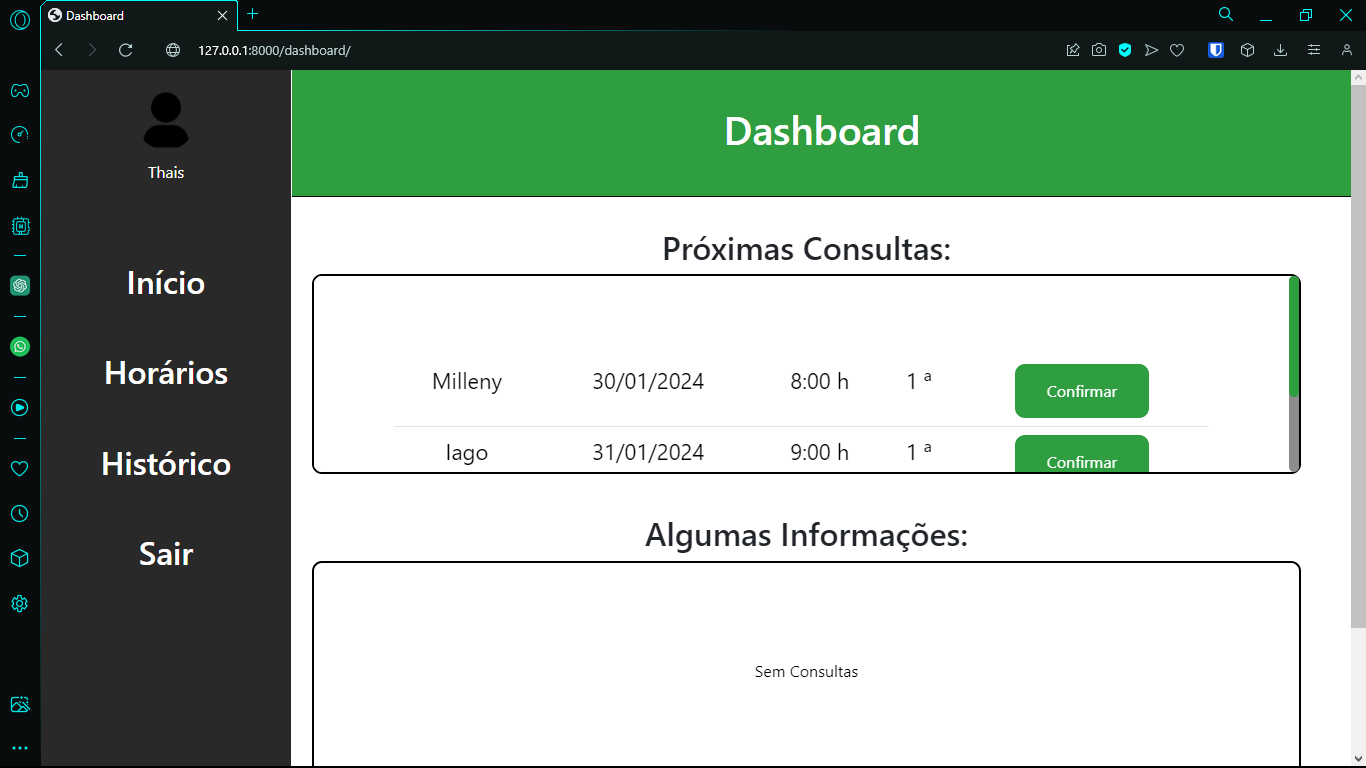 Dashboard
127.0.0.1:8000/dashboard/
Thais
Início
Horários
Histórico
Sair
Dashboard
Próximas Consultas:
Milleny 30/01/2024 8:00 h 1 ª Confirmar
Iago 31/01/2024 9:00 h 1 ª Confirmar
Algumas Informações:
Sem Consultas